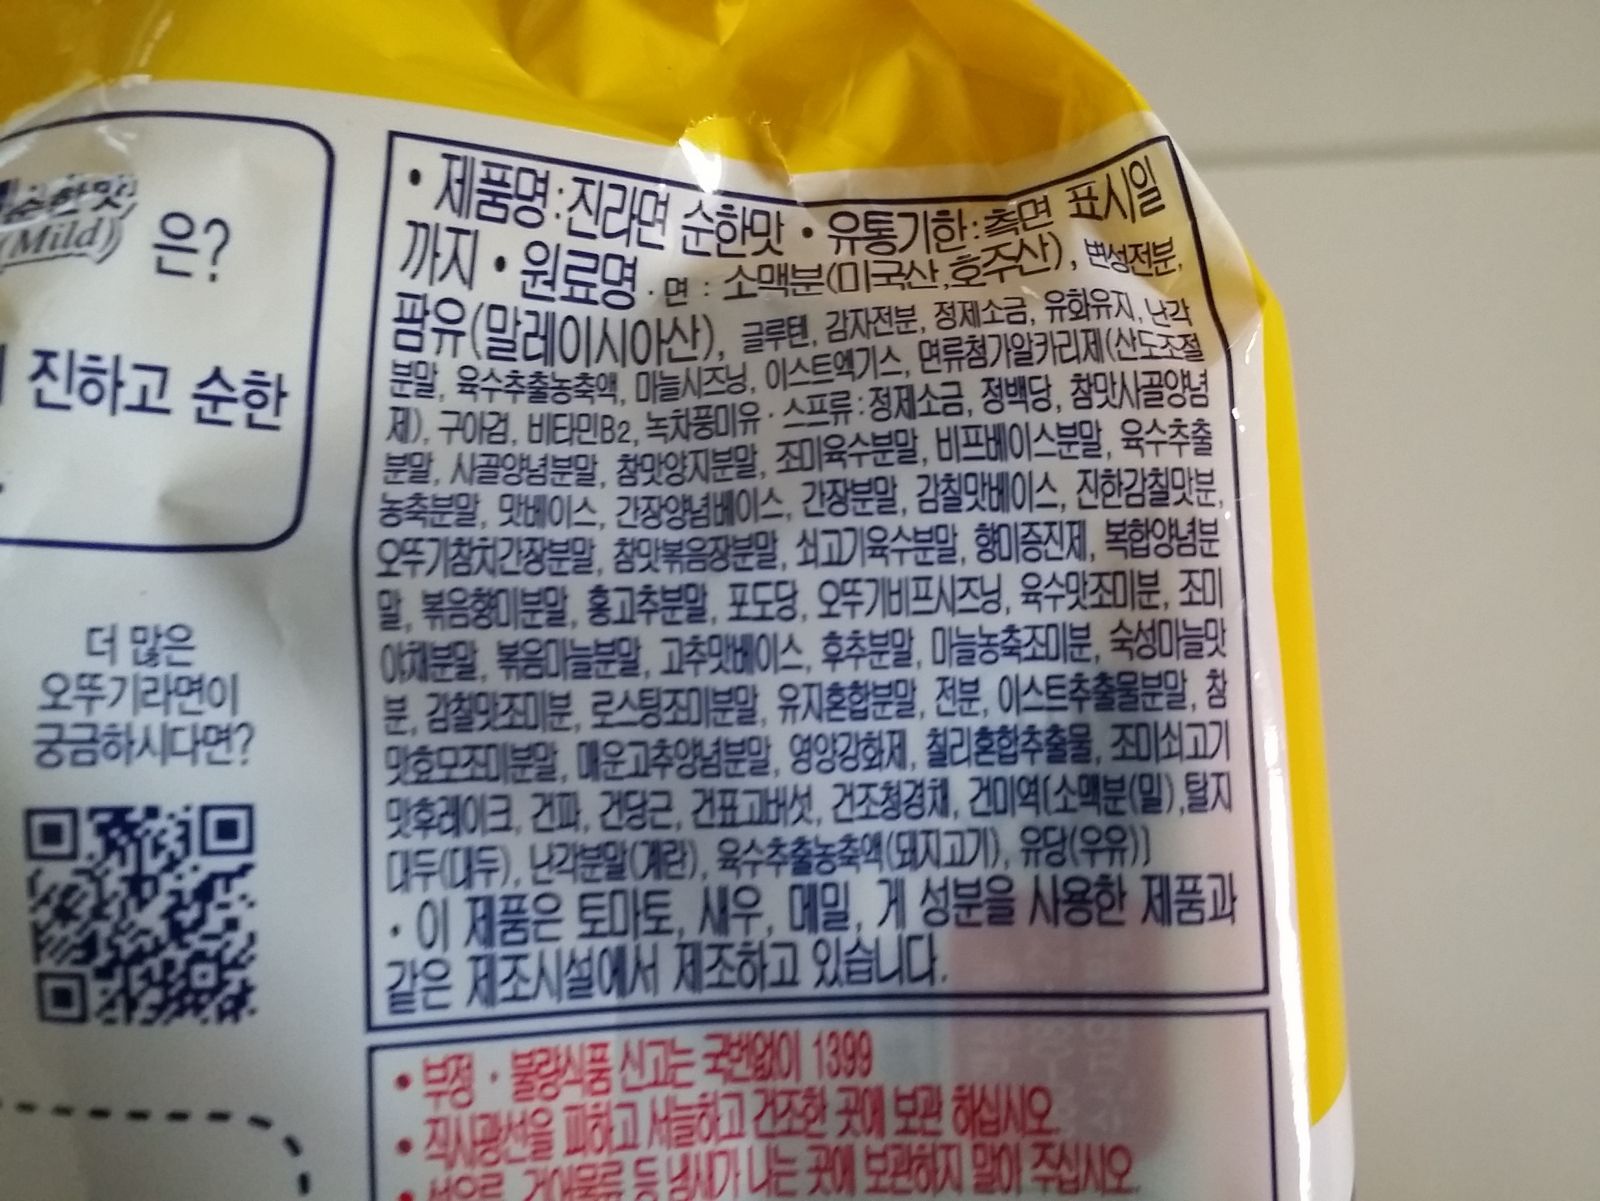 순한맛
(Mild) 은?
진하고 순한
더 많은
오뚜기라면이
궁금하시다면?
• 제품명:진라면 순한맛 • 유통기한:측면 표시일
까지 • 원료명 · 면 : 소맥분(미국산,호주산), 변성전분,
팜유(말레이시아산), 글루텐, 감자전분, 정제소금, 유화유지, 난각
분말, 육수추출농축액, 마늘시즈닝, 이스트엑기스, 면류첨가알카리제(산도조절
제), 구아검, 비타민B2, 녹차풍미유 · 스프류:정제소금, 정백당, 참맛사골양념
분말, 사골양념분말, 참맛양지분말, 조미육수분말, 비프베이스분말, 육수추출
농축분말, 맛베이스, 간장양념베이스, 간장분말, 감칠맛베이스, 진한감칠맛분,
오뚜기참치간장분말, 참맛볶음장분말, 쇠고기육수분말, 향미증진제, 복합양념분
말, 볶음향미분말, 홍고추분말, 포도당, 오뚜기비프시즈닝, 육수맛조미분, 조미
야채분말, 볶음마늘분말, 고추맛베이스, 후추분말, 마늘농축조미분, 숙성마늘맛
분, 감칠맛조미분, 로스팅조미분말, 유지혼합분말, 전분, 이스트추출물분말, 참
맛효모조미분말, 매운고추양념분말, 영양강화제, 칠리혼합추출물, 조미쇠고기
맛후레이크, 건파, 건당근, 건표고버섯, 건조청경채, 건미역(소맥분(밀),탈지
대두(대두), 난각분말(계란), 육수추출농축액(돼지고기), 유당(우유))
• 이 제품은 토마토, 새우, 메밀, 게 성분을 사용한 제품과
같은 제조시설에서 제조하고 있습니다.
• 부정 · 불량식품 신고는 국번없이 1399
• 직사광선을 피하고 서늘하고 건조한 곳에 보관 하십시오.
• 석유류, 건어물류 등 냄새가 나는 곳에 보관하지 말아 주십시오.